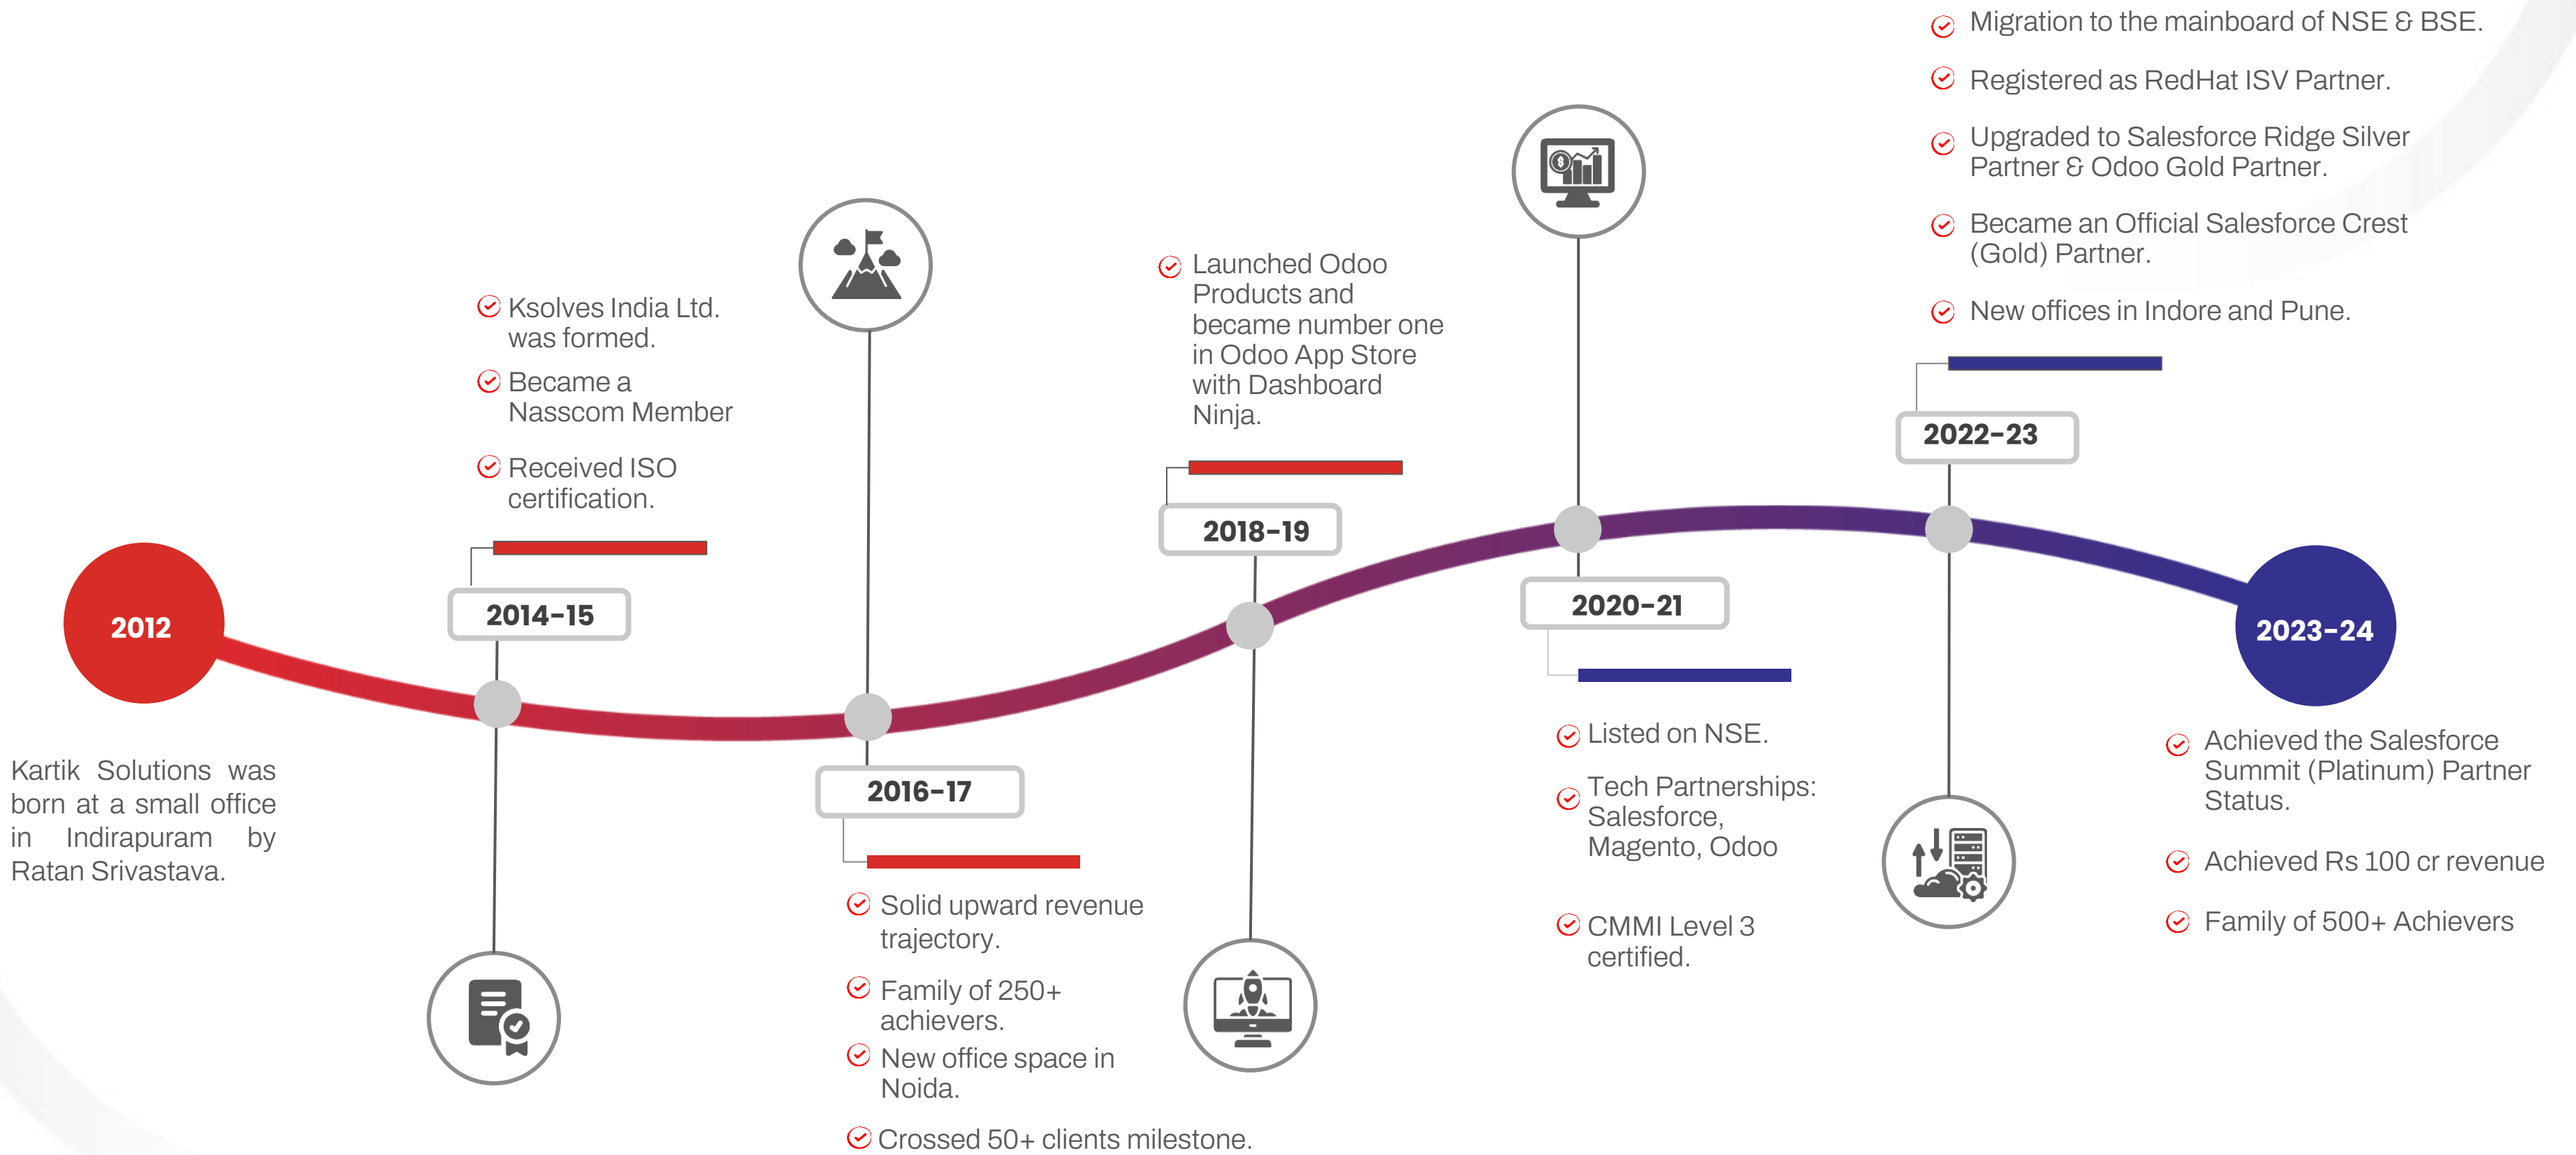 2012
Kartik Solutions was
born at a small office
in Indirapuram by
Ratan Srivastava.
Ksolves India Ltd.
was formed.
Became a
Nasscom Member
Received ISO
certification.
2014-15
2016-17
Solid upward revenue
trajectory.
Family of 250+
achievers.
New office space in
Noida.
Crossed 50+ clients milestone.
Launched Odoo
Products and
became number one
in Odoo App Store
with Dashboard
Ninja.
2018-19
2020-21
Listed on NSE.
Tech Partnerships:
Salesforce,
Magento, Odoo
CMMI Level 3
certified.
Migration to the mainboard of NSE & BSE.
Registered as RedHat ISV Partner.
Upgraded to Salesforce Ridge Silver
Partner & Odoo Gold Partner.
Became an Official Salesforce Crest
(Gold) Partner.
New offices in Indore and Pune.
2022-23
2023-24
Achieved the Salesforce
Summit (Platinum) Partner
Status.
Achieved Rs 100 cr revenue
Family of 500+ Achievers